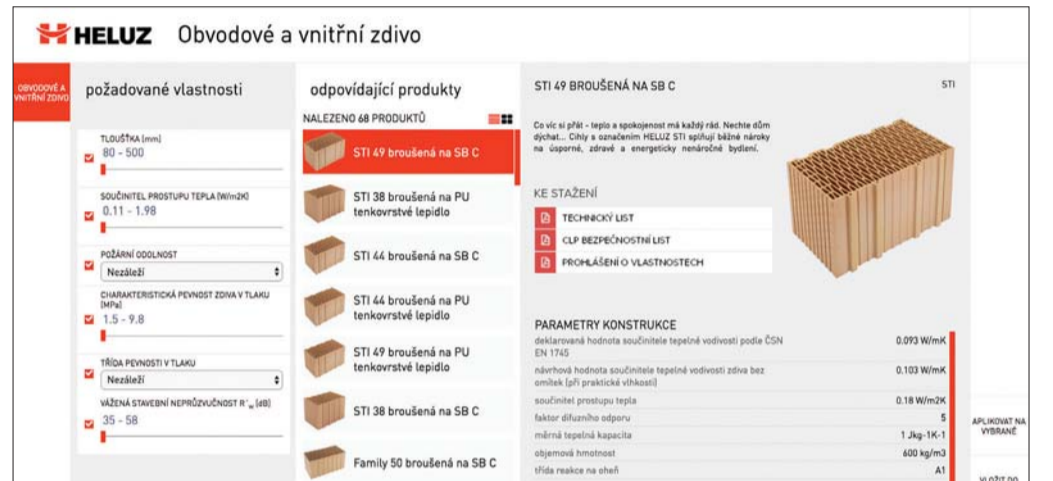 HELUZ Obvodové a vnitřní zdivo
OBVODOVÉ A
VNITŘNÍ ZDIVO
požadované vlastnosti
TLOUŠŤKA [mm]
80 - 500
SOUČINITEL PROSTUPU TEPLA [W/m2K]
0.11 - 1.98
POŽÁRNÍ ODOLNOST
Nezáleží
CHARAKTERISTICKÁ PEVNOST ZDIVA V TLAKU
[MPa]
1.5 - 9.8
TŘÍDA PEVNOSTI V TLAKU
Nezáleží
VÁŽENÁ STAVEBNÍ NEPRŮZVUČNOST R'w [dB]
35 - 58
odpovídající produkty
NALEZENO 68 PRODUKTŮ
STI 49 broušená na SB C
STI 38 broušená na PU
tenkovrstvé lepidlo
STI 44 broušená na SB C
STI 44 broušená na PU
tenkovrstvé lepidlo
STI 49 broušená na PU
tenkovrstvé lepidlo
STI 38 broušená na SB C
Family 50 broušená na SB C
STI 49 BROUŠENÁ NA SB C
STI
Co víc si přát - teplo a spokojenost má každý rád. Nechte dům
dýchat... Cihly s označením HELUZ STI splňují běžné nároky
na úsporné, zdravé a energeticky nenáročné bydlení.
KE STAŽENÍ
TECHNICKÝ LIST
CLP BEZPEČNOSTNÍ LIST
PROHLÁŠENÍ O VLASTNOSTECH
PARAMETRY KONSTRUKCE
deklarovaná hodnota součinitele tepelné vodivosti podle ČSN
EN 1745
0.093 W/mK
návrhová hodnota součinitele tepelné vodivosti zdiva bez
omítek [při praktické vlhkosti]
0.103 W/mK
součinitel prostupu tepla 0.18 W/m2K
faktor difuzního odporu 5
měrná tepelná kapacita 1 Jkg-1K-1
objemová hmotnost 600 kg/m3
třída reakce na oheň A1
APLIKOVAT NA
VYBRANÉ
VLOŽIT DO